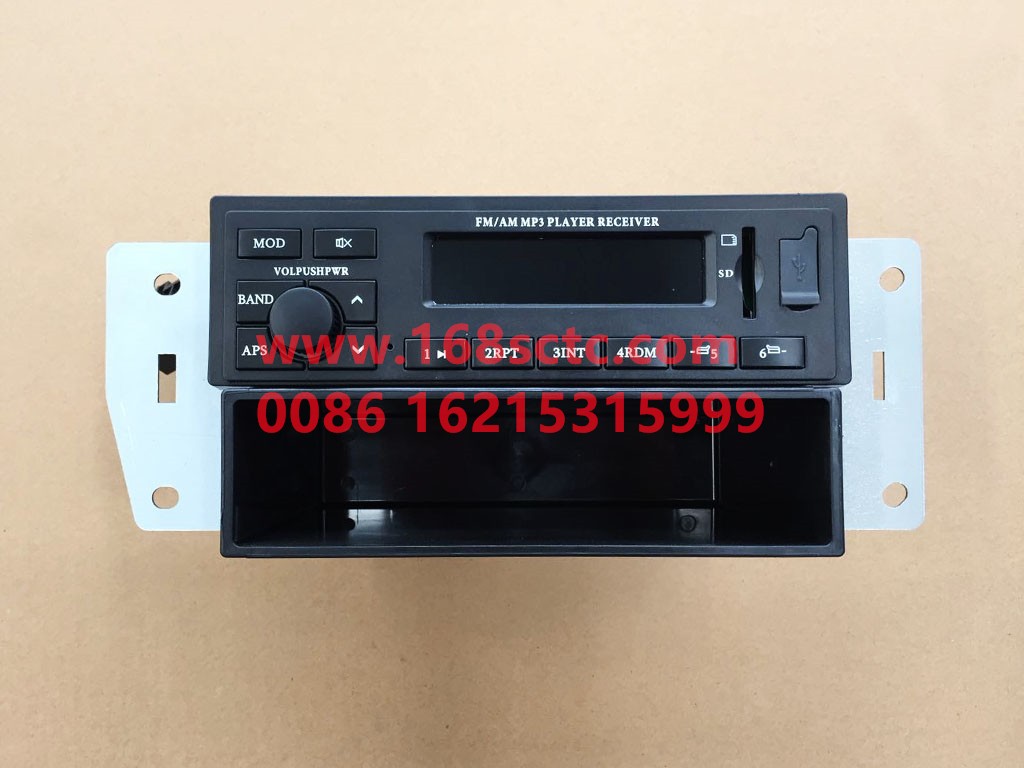 FM/AM MP3 PLAYER RECEIVER
MOD
VOLPUSHPWR
SD
BAND
APS
1 2RPT 3INT 4RDM -5 6-
www.168sctc.com
0086 16215315999